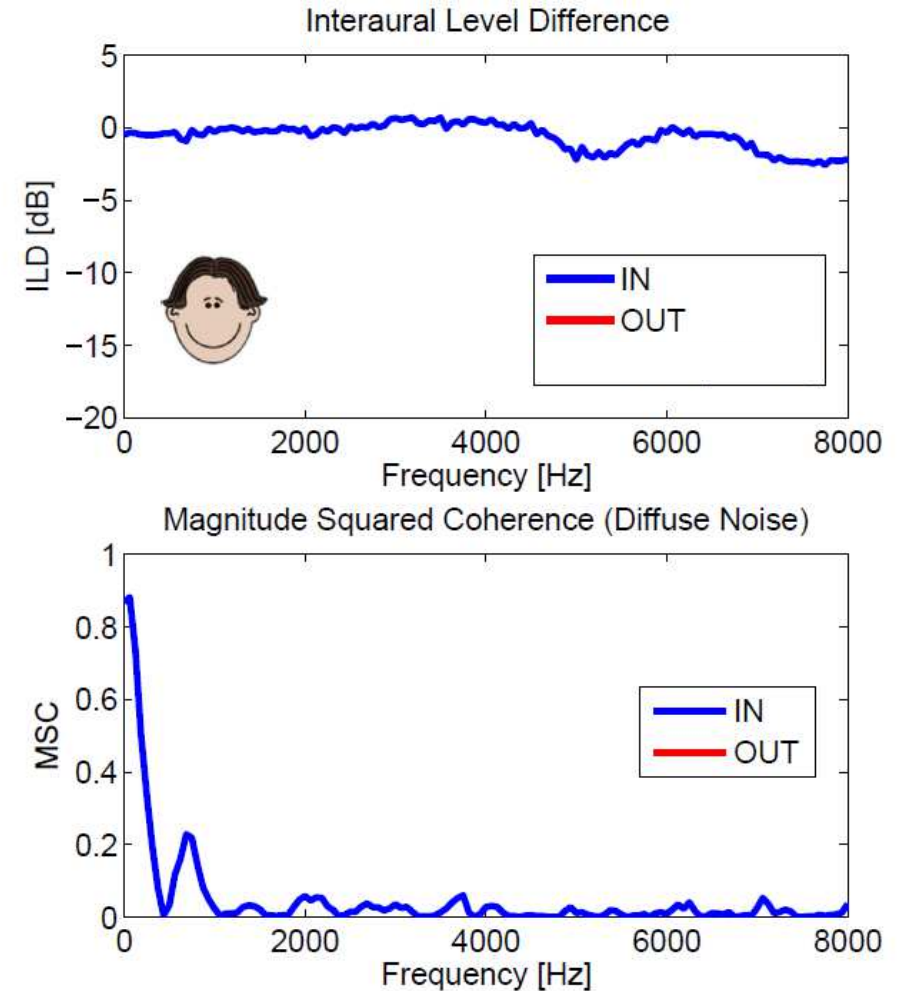 Interaural Level Difference
5
0
−5
−10
−15
−20
ILD [dB]
IN
OUT
0 2000 4000 6000 8000
Frequency [Hz]
Magnitude Squared Coherence (Diffuse Noise)
1
0.8
0.6
0.4
0.2
0
MSC
IN
OUT
0 2000 4000 6000 8000
Frequency [Hz]